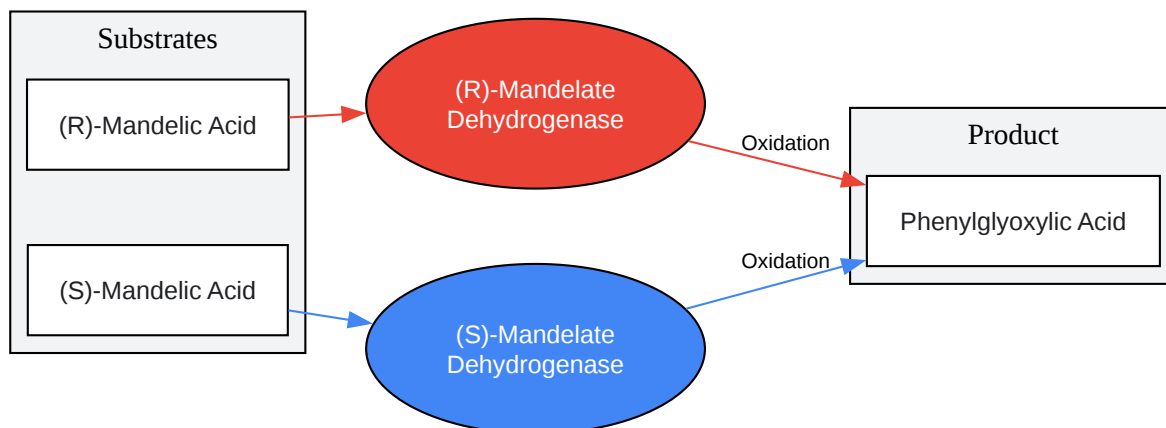 Substrates
(R)-Mandelic Acid
(S)-Mandelic Acid
(R)-Mandelate
Dehydrogenase
(S)-Mandelate
Dehydrogenase
Oxidation
Oxidation
Product
Phenylglyoxylic Acid